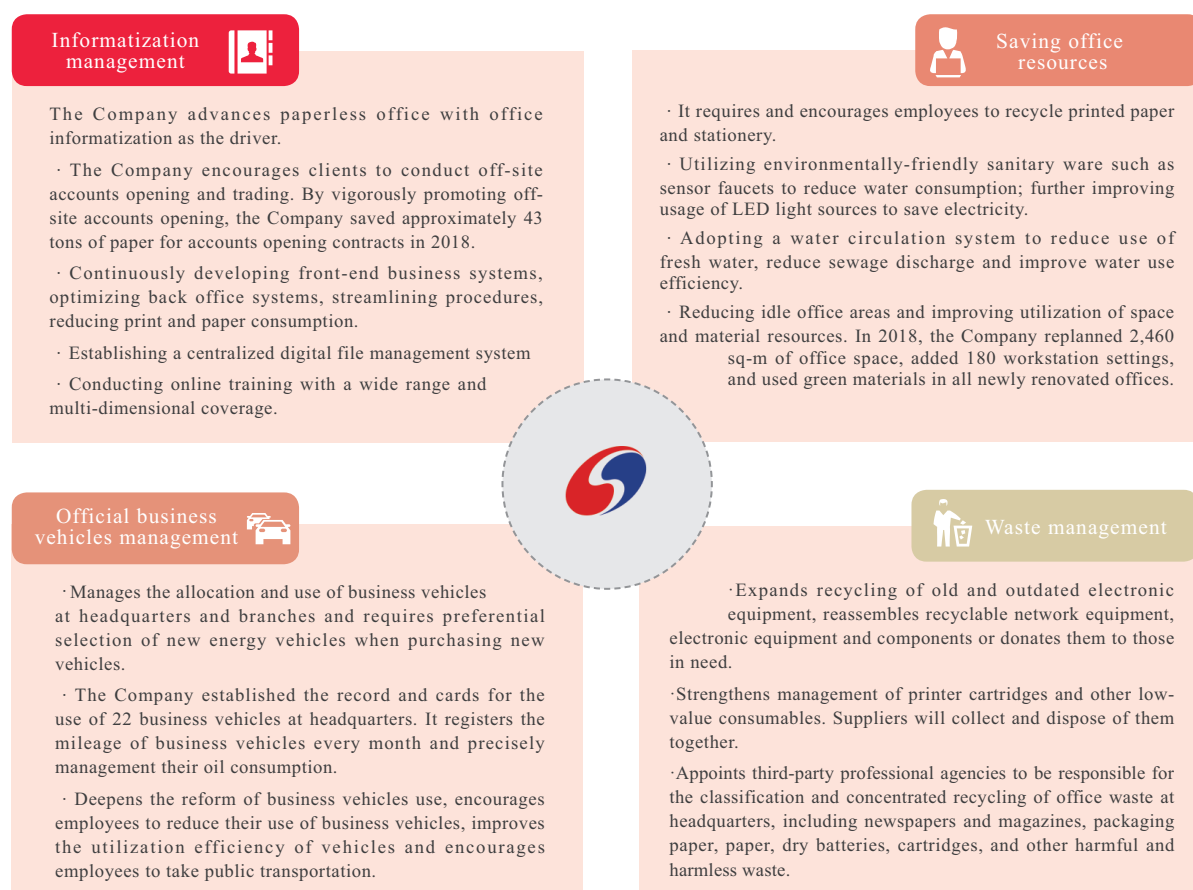 Informatization
management
The Company advances paperless office with office
informatization as the driver.
· The Company encourages clients to conduct off-site
accounts opening and trading. By vigorously promoting off-
site accounts opening, the Company saved approximately 43
tons of paper for accounts opening contracts in 2018.
· Continuously developing front-end business systems,
optimizing back office systems, streamlining procedures,
reducing print and paper consumption.
· Establishing a centralized digital file management system
· Conducting online training with a wide range and
multi-dimensional coverage.
Saving office
resources
· It requires and encourages employees to recycle printed paper
and stationery.
· Utilizing environmentally-friendly sanitary ware such as
sensor faucets to reduce water consumption; further improving
usage of LED light sources to save electricity.
· Adopting a water circulation system to reduce use of
fresh water, reduce sewage discharge and improve water use
efficiency.
· Reducing idle office areas and improving utilization of space
and material resources. In 2018, the Company replanned 2,460
sq-m of office space, added 180 workstation settings,
and used green materials in all newly renovated offices.
Official business
vehicles management
· Manages the allocation and use of business vehicles
at headquarters and branches and requires preferential
selection of new energy vehicles when purchasing new
vehicles.
· The Company established the record and cards for the
use of 22 business vehicles at headquarters. It registers the
mileage of business vehicles every month and precisely
management their oil consumption.
· Deepens the reform of business vehicles use, encourages
employees to reduce their use of business vehicles, improves
the utilization efficiency of vehicles and encourages
employees to take public transportation.
Waste management
·Expands recycling of old and outdated electronic
equipment, reassembles recyclable network equipment,
electronic equipment and components or donates them to those
in need.
·Strengthens management of printer cartridges and other low-
value consumables. Suppliers will collect and dispose of them
together.
·Appoints third-party professional agencies to be responsible for
the classification and concentrated recycling of office waste at
headquarters, including newspapers and magazines, packaging
paper, paper, dry batteries, cartridges, and other harmful and
harmless waste.